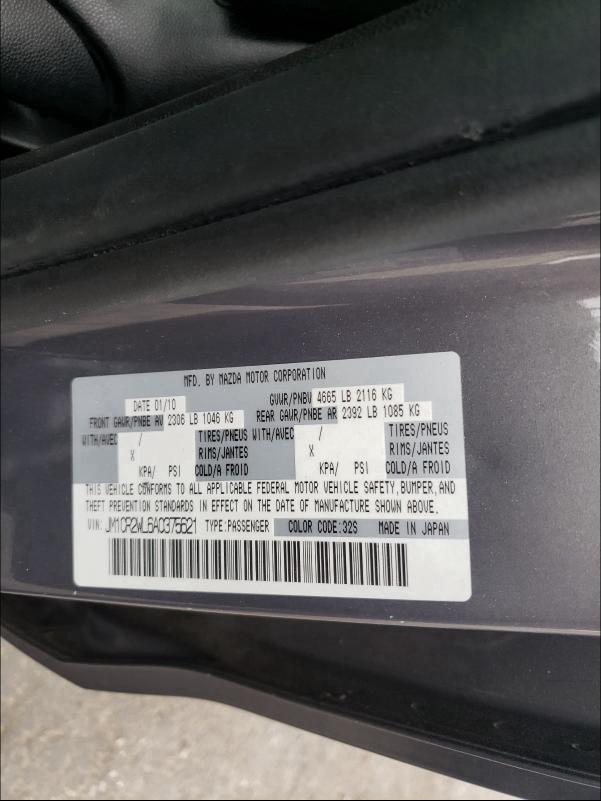 MFD. BY MAZDA MOTOR CORPORATION
DATE 01/10 GVWR/PNBV 4665 LB 2116 KG
FRONT GAWR/PNBE AV 2306 LB 1046 KG REAR GAWR/PNBE AR 2392 LB 1085 KG
WITH/AVEC / TIRES/PNEUS WITH/AVEC / TIRES/PNEUS
X RIMS/JANTES X RIMS/JANTES
KPA/ PSI COLD/A FROID KPA/ PSI COLD/A FROID
THIS VEHICLE CONFORMS TO ALL APPLICABLE FEDERAL MOTOR VEHICLE SAFETY, BUMPER, AND
THEFT PREVENTION STANDARDS IN EFFECT ON THE DATE OF MANUFACTURE SHOWN ABOVE.
VIN: JM1CR2WL6AC375621 TYPE:PASSENGER COLOR CODE:32S MADE IN JAPAN